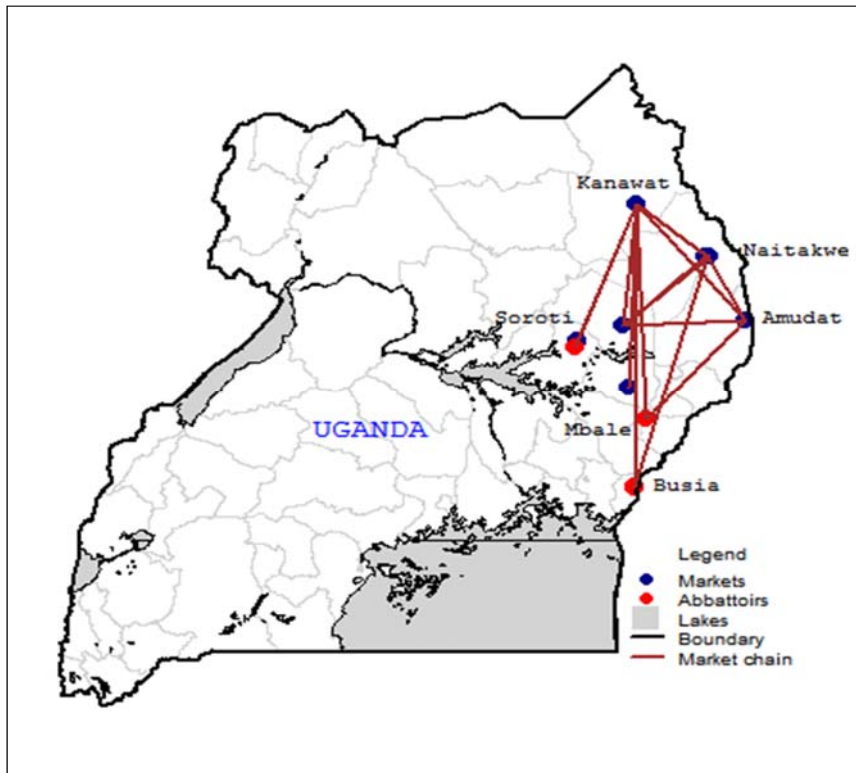 Kanawat
Naitakwe
Soroti
Amudat
UGANDA
Mbale
Busia
Legend
Markets
Abbattoirs
Lakes
Boundary
Market chain